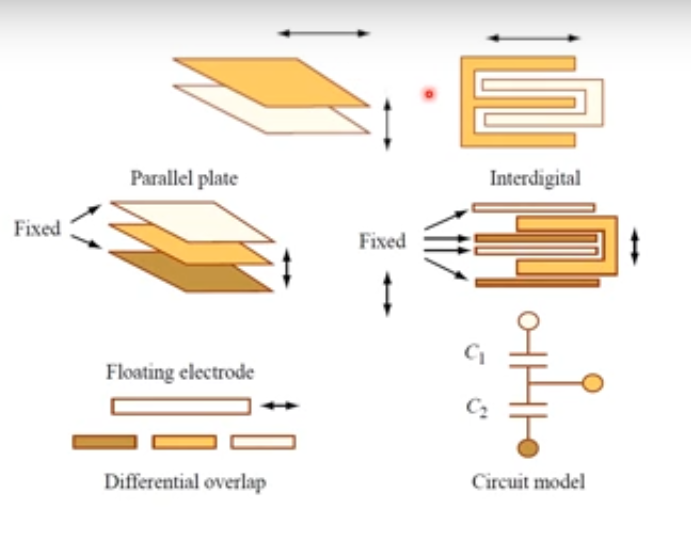 Parallel plate
Interdigital
Fixed
Fixed
C₁
Floating electrode
C₂
Differential overlap
Circuit model